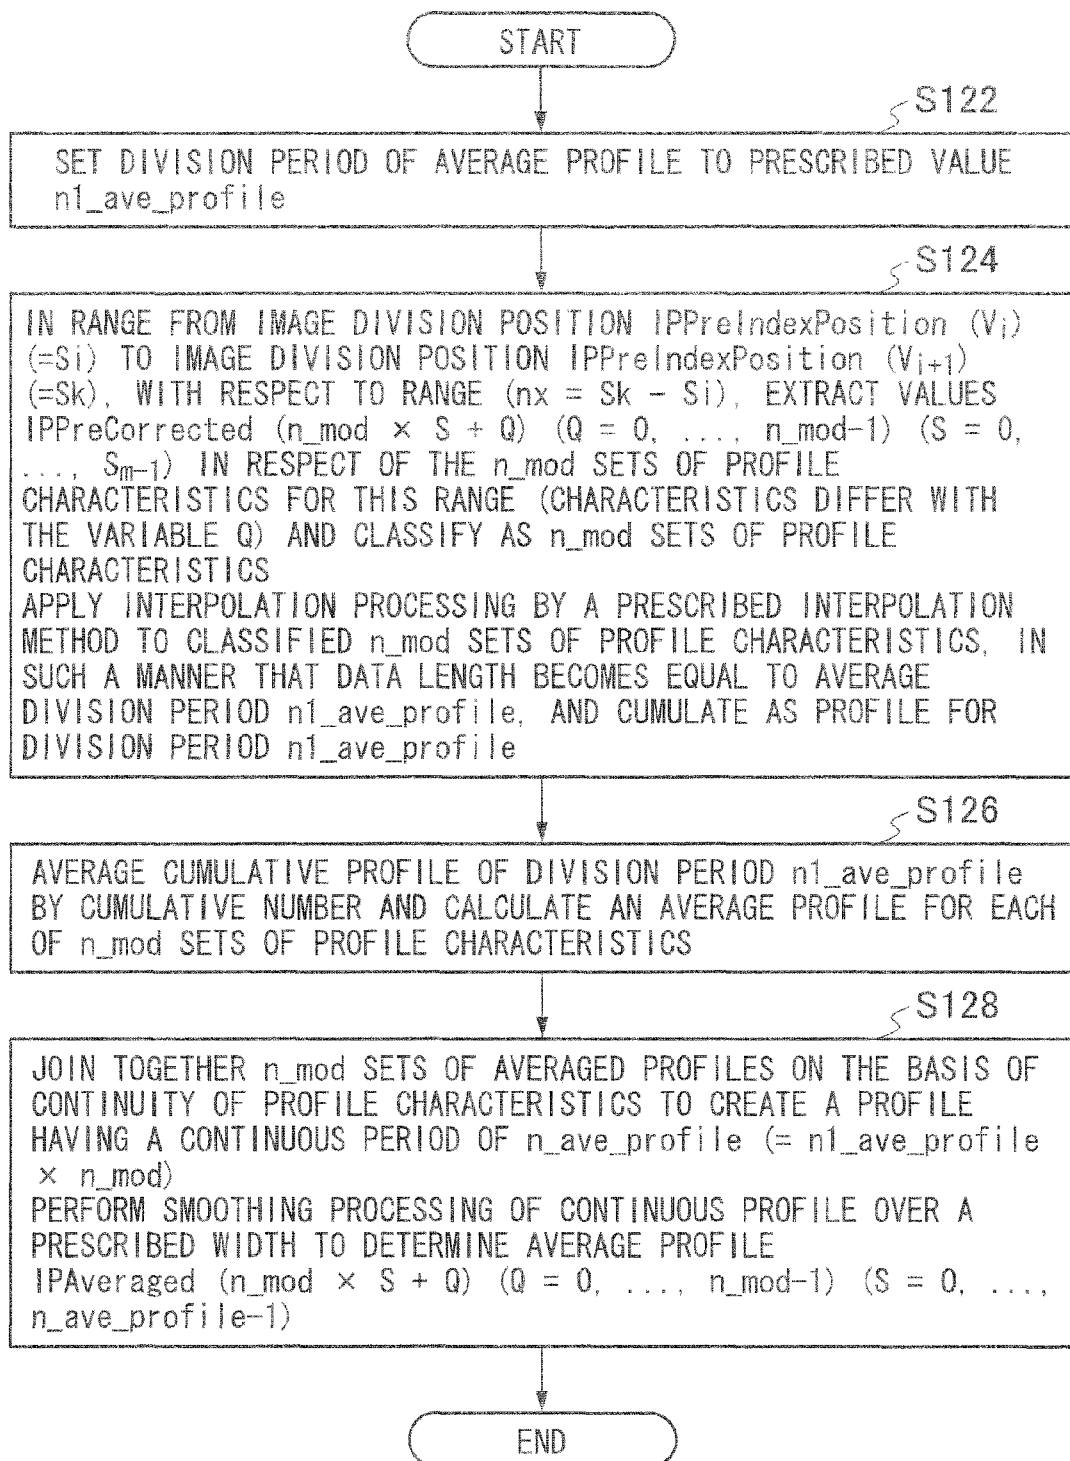 START
S122
SET DIVISION PERIOD OF AVERAGE PROFILE TO PRESCRIBED VALUE
n1_ave_profile
S124
IN RANGE FROM IMAGE DIVISION POSITION IPPreIndexPosition (Vi)
(=Si) TO IMAGE DIVISION POSITION IPPreIndexPosition (Vi+1)
(=Sk), WITH RESPECT TO RANGE (nx = Sk - Si), EXTRACT VALUES
IPPreCorrected (n_mod × S + Q) (Q = 0, ..., n_mod-1) (S = 0,
..., Sm-1) IN RESPECT OF THE n_mod SETS OF PROFILE
CHARACTERISTICS FOR THIS RANGE (CHARACTERISTICS DIFFER WITH
THE VARIABLE Q) AND CLASSIFY AS n_mod SETS OF PROFILE
CHARACTERISTICS
APPLY INTERPOLATION PROCESSING BY A PRESCRIBED INTERPOLATION
METHOD TO CLASSIFIED n_mod SETS OF PROFILE CHARACTERISTICS, IN
SUCH A MANNER THAT DATA LENGTH BECOMES EQUAL TO AVERAGE
DIVISION PERIOD n1_ave_profile, AND CUMULATE AS PROFILE FOR
DIVISION PERIOD n1_ave_profile
S126
AVERAGE CUMULATIVE PROFILE OF DIVISION PERIOD n1_ave_profile
BY CUMULATIVE NUMBER AND CALCULATE AN AVERAGE PROFILE FOR EACH
OF n_mod SETS OF PROFILE CHARACTERISTICS
S128
JOIN TOGETHER n_mod SETS OF AVERAGED PROFILES ON THE BASIS OF
CONTINUITY OF PROFILE CHARACTERISTICS TO CREATE A PROFILE
HAVING A CONTINUOUS PERIOD OF n_ave_profile (= n1_ave_profile
× n_mod)
PERFORM SMOOTHING PROCESSING OF CONTINUOUS PROFILE OVER A
PRESCRIBED WIDTH TO DETERMINE AVERAGE PROFILE
IPAveraged (n_mod × S + Q) (Q = 0, ..., n_mod-1) (S = 0, ...,
n_ave_profile-1)
END